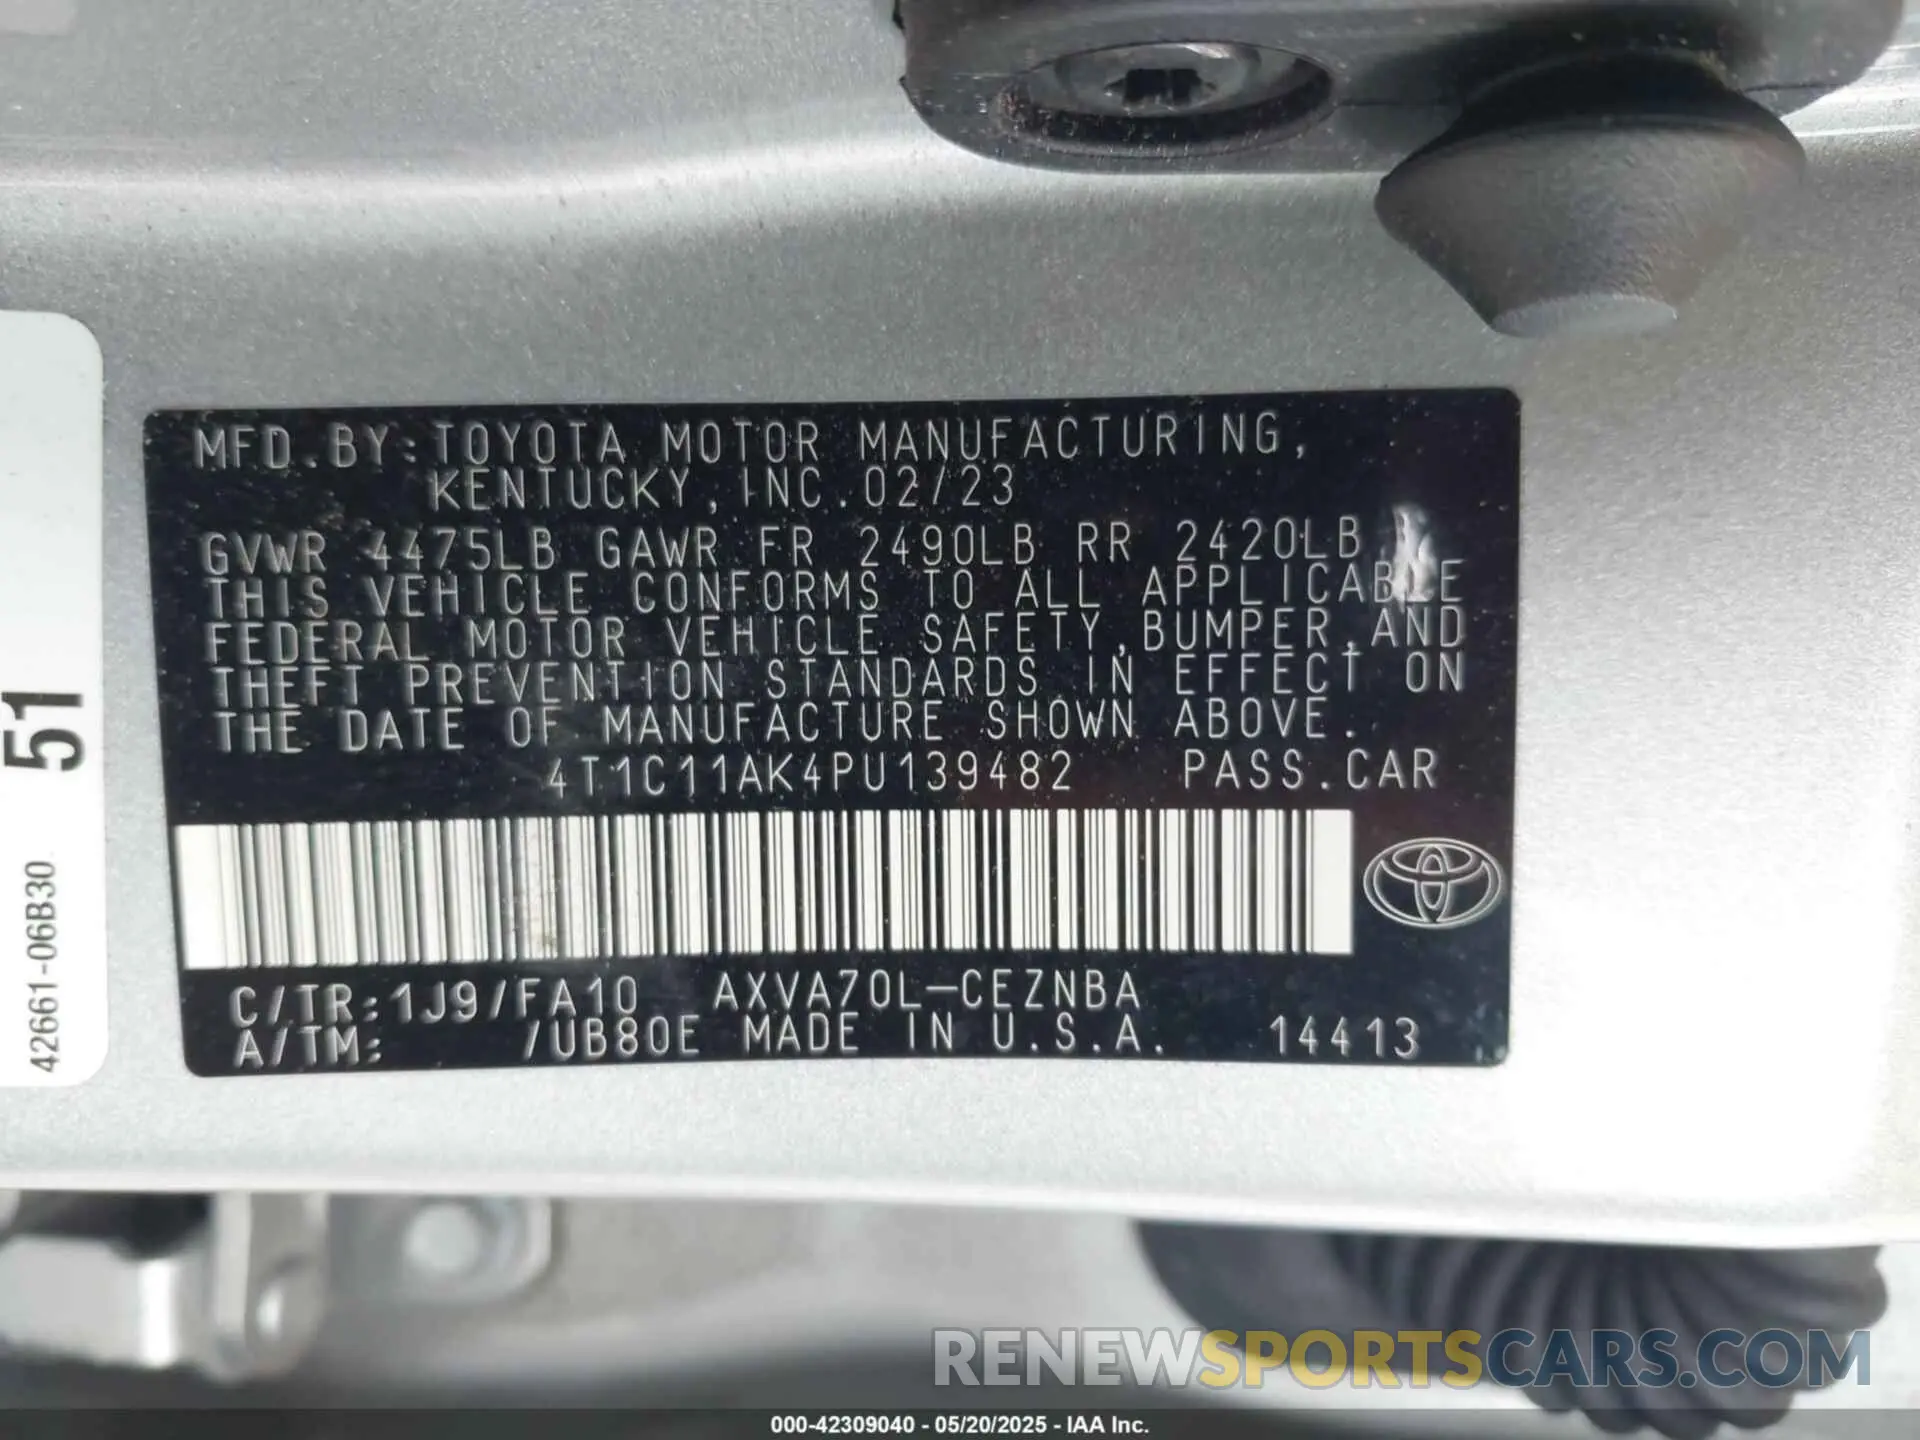 MFD.BY:TOYOTA MOTOR MANUFACTURING,
KENTUCKY,INC.02/23
GVWR 4475LB GAWR FR 2490LB RR 2420LB
THIS VEHICLE CONFORMS TO ALL APPLICABLE
FEDERAL MOTOR VEHICLE SAFETY,BUMPER,AND
THEFT PREVENTION STANDARDS IN EFFECT ON
THE DATE OF MANUFACTURE SHOWN ABOVE.
4T1C11AK4PU139482 PASS.CAR
C/TR:1J9/FA10 AXVA70L-CEZNBA
A/TM: /UB80E MADE IN U.S.A. 14413
51
42661-06B30
RENEWSPORTSCARS.COM
000-42309040 - 05/20/2025 - IAA Inc.